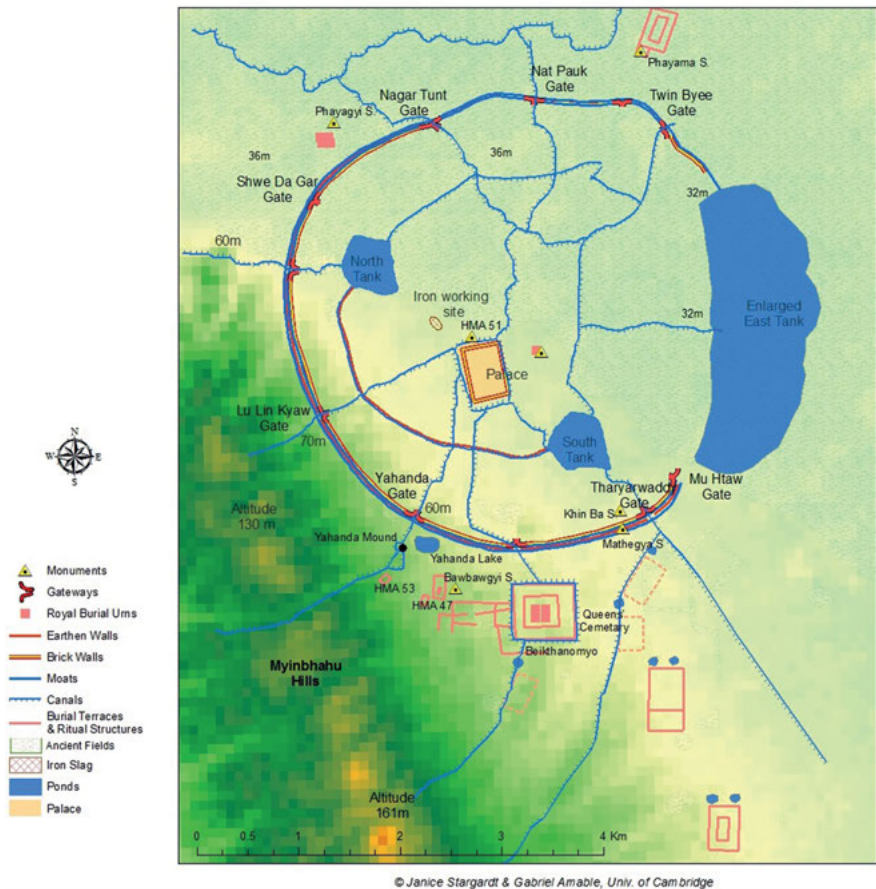 Phayama S.
Nat Pauk
Gate
Nagar Tunt
Gate
Twin Byee
Gate
Phayagyi S.
36m
36m
Shwe Da Gar
Gate
32m
60m
North
Tank
Iron working
site
HMA 51
32m
Enlarged
East Tank
Palace
Lu Lin Kyaw
Gate
70m
South
Tank
N
W
E
S
Yahanda
Gate
60m
Mu Htaw
Gate
Tharyarwaddy
Gate
Khin Ba S.
Altitude
130 m
Yahanda Mound
Mathegya S.
Yahanda Lake
HMA 53
Bawbawgyi S.
HMA 47
Queens
Cemetary
Beikthanomyo
Myinbhahu
Hills
Altitude
161m
0 0.5 1 2 3 4 Km
Monuments
Gateways
Royal Burial Urns
Earthen Walls
Brick Walls
Moats
Canals
Burial Terraces
& Ritual Structures
Ancient Fields
Iron Slag
Ponds
Palace
© Janice Stargardt & Gabriel Amable, Univ. of Cambridge